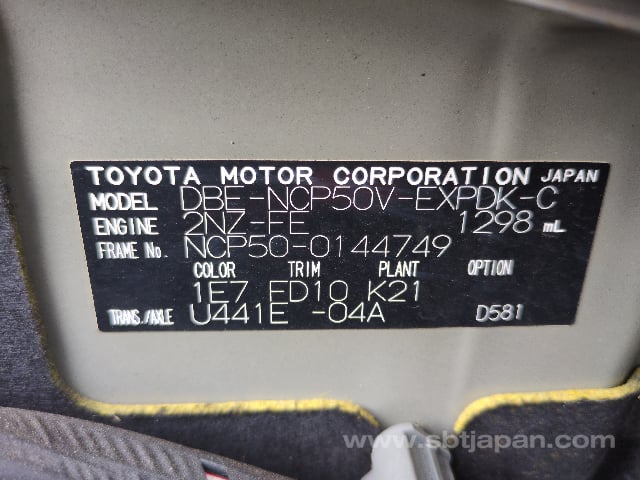 TOYOTA MOTOR CORPORATION JAPAN
MODEL DBE-NCP50V-EXPDK-C
ENGINE 2NZ-FE 1298 mL
FRAME No. NCP50-0144749
COLOR TRIM PLANT OPTION
1E7 FD10 K21
TRANS./AXLE U441E -04A D581
www.sbtjapan.com